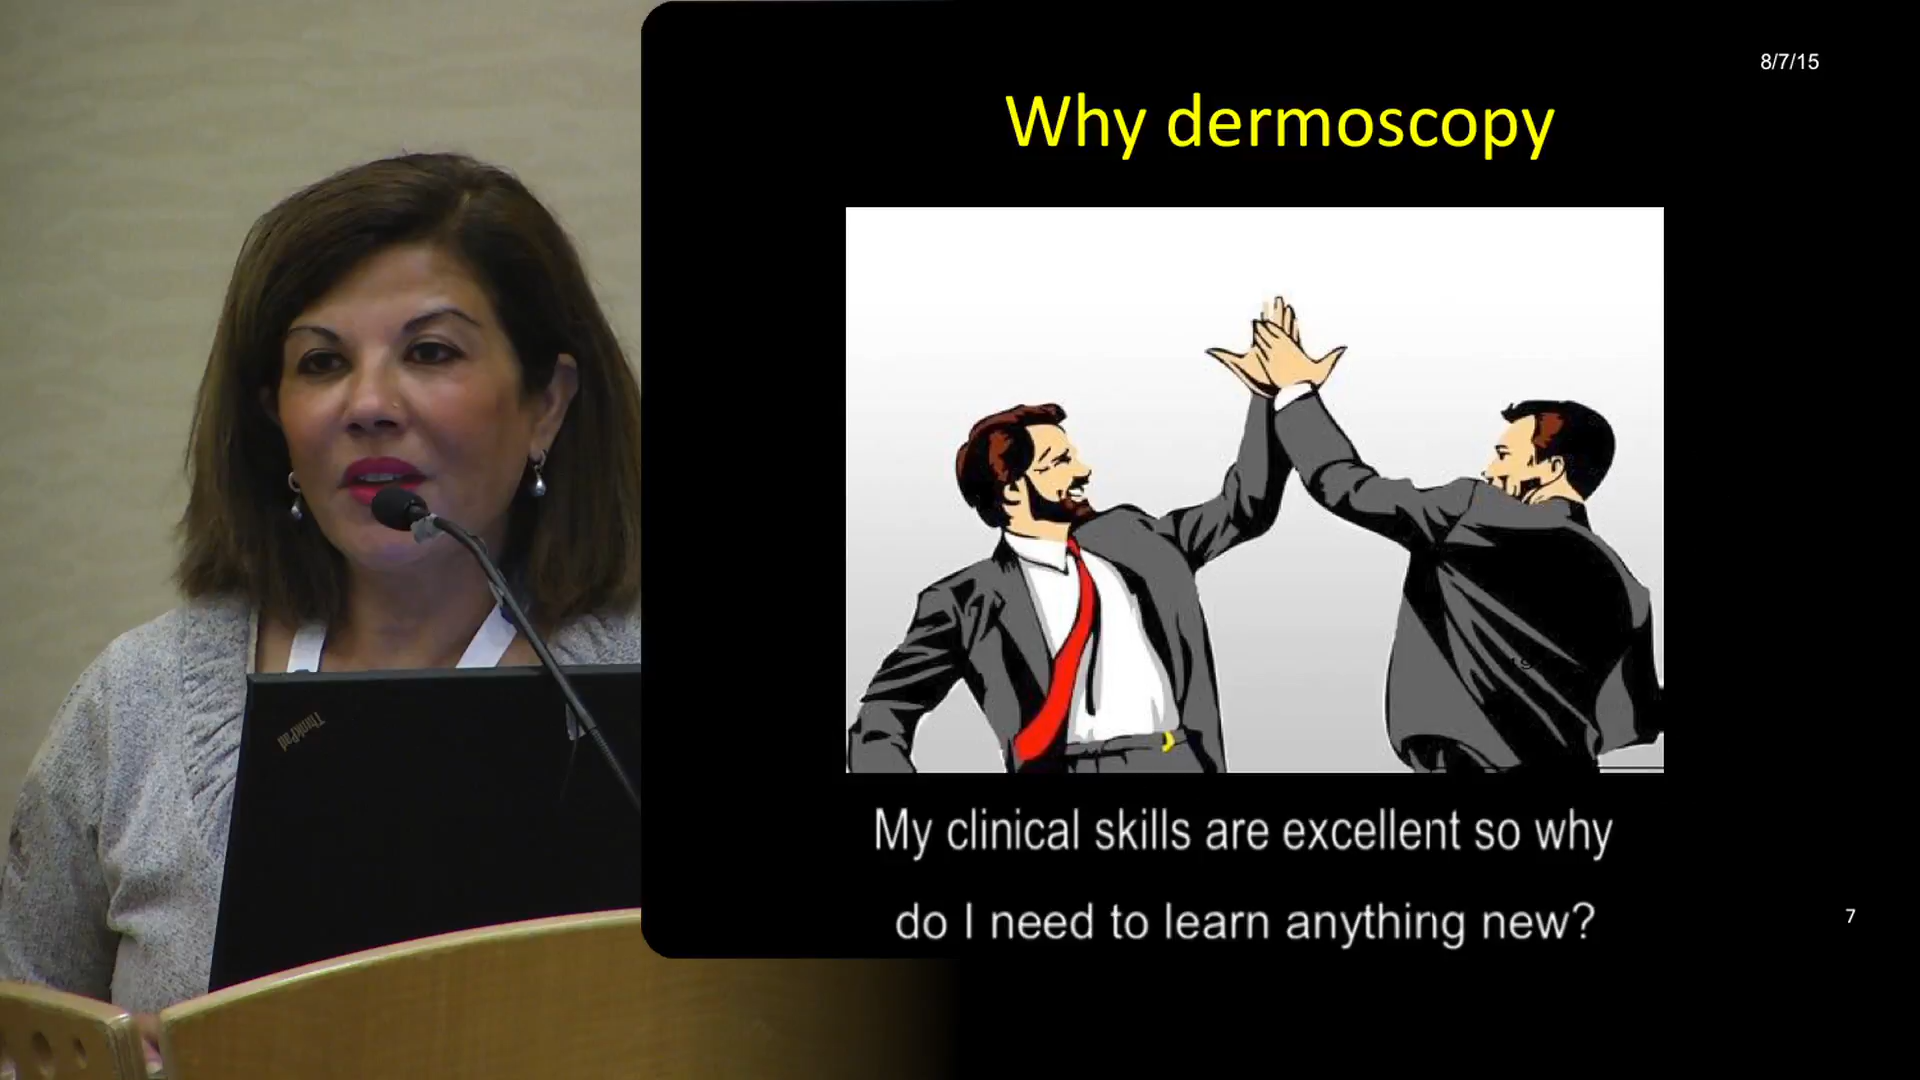 8/7/15
Why dermoscopy
My clinical skills are excellent so why
do I need to learn anything new?
7
ThinkPad